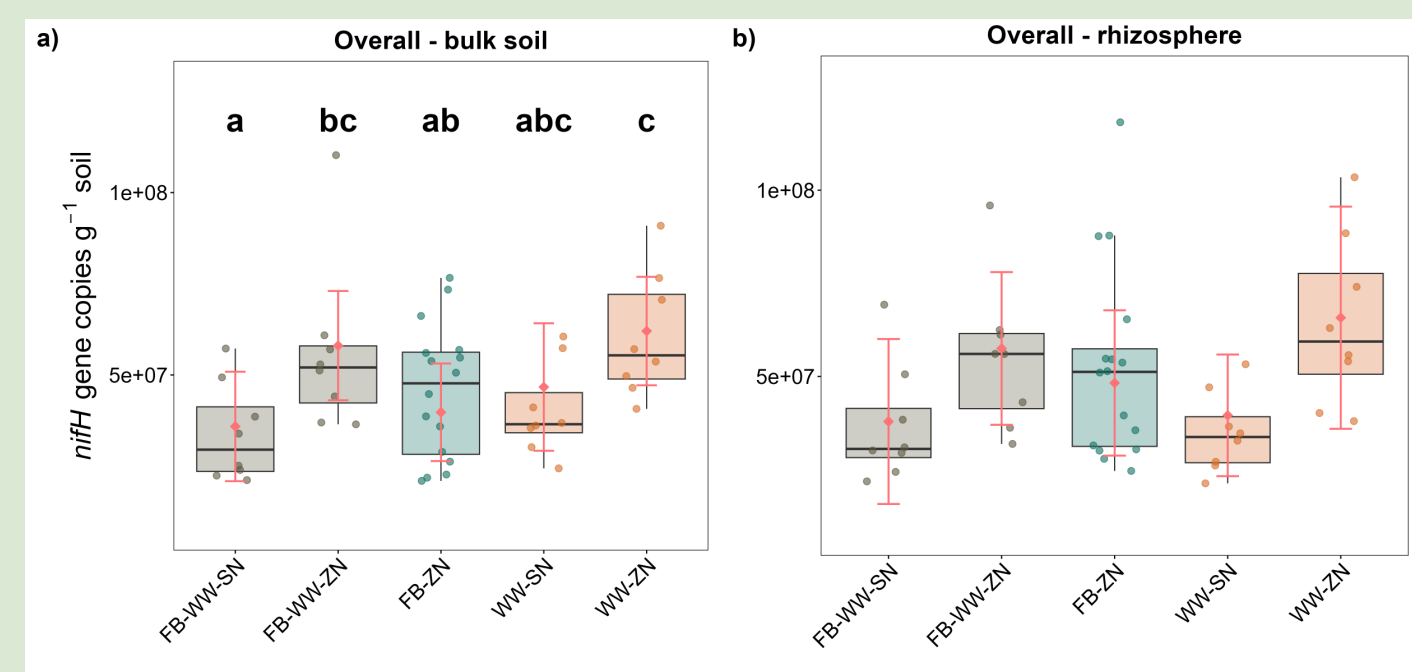 a)
Overall - bulk soil
a bc ab abc c
nifH gene copies g⁻¹ soil
1e+08
5e+07
FB-WW-SN
FB-WW-ZN
FB-ZN
WW-SN
WW-ZN
b)
Overall - rhizosphere
1e+08
5e+07
FB-WW-SN
FB-WW-ZN
FB-ZN
WW-SN
WW-ZN